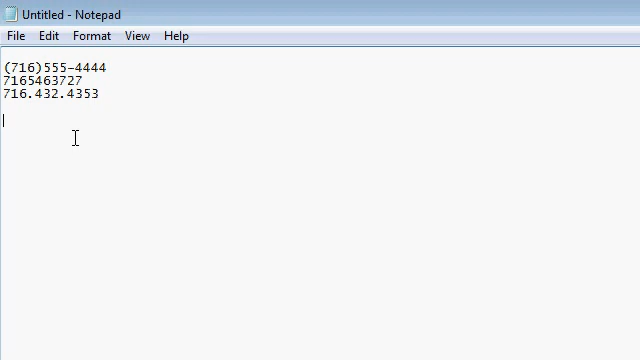 Untitled - Notepad
File Edit Format View Help
(716)555-4444
7165463727
716.432.4353